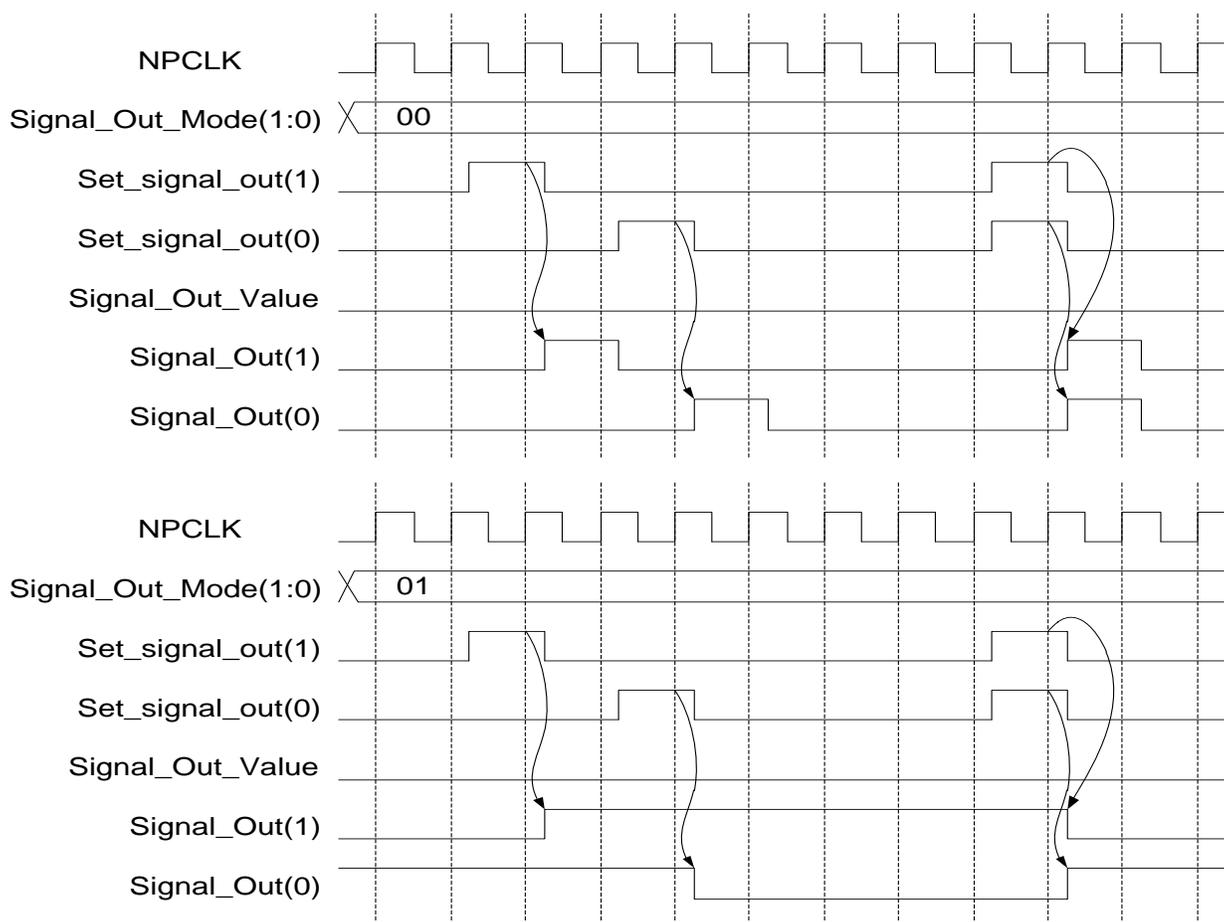 NPCLK
Signal_Out_Mode(1:0) 00
Set_signal_out(1)
Set_signal_out(0)
Signal_Out_Value
Signal_Out(1)
Signal_Out(0)
NPCLK
Signal_Out_Mode(1:0) 01
Set_signal_out(1)
Set_signal_out(0)
Signal_Out_Value
Signal_Out(1)
Signal_Out(0)